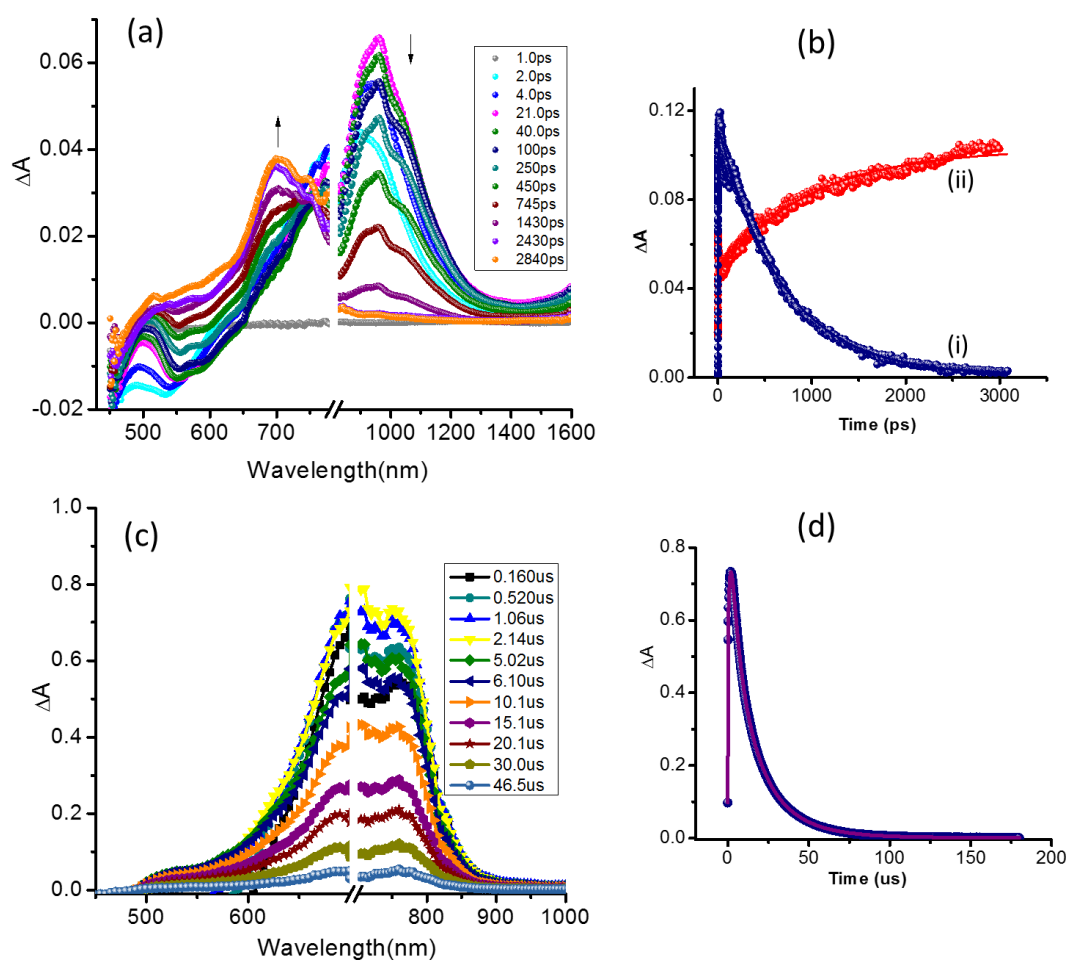 (a)
0.06
0.04
0.02
0.00
-0.02
ΔA
500
600
700
1000
1200
1400
1600
Wavelength(nm)
1.0ps
2.0ps
4.0ps
21.0ps
40.0ps
100ps
250ps
450ps
745ps
1430ps
2430ps
2840ps
(b)
0.12
0.08
0.04
0.00
ΔA
(ii)
(i)
0
1000
2000
3000
Time (ps)
(c)
1.0
0.8
0.6
0.4
0.2
0.0
ΔA
500
600
800
900
1000
Wavelength(nm)
0.160us
0.520us
1.06us
2.14us
5.02us
6.10us
10.1us
15.1us
20.1us
30.0us
46.5us
(d)
0.8
0.6
0.4
0.2
0.0
ΔA
0
50
100
150
200
Time (us)